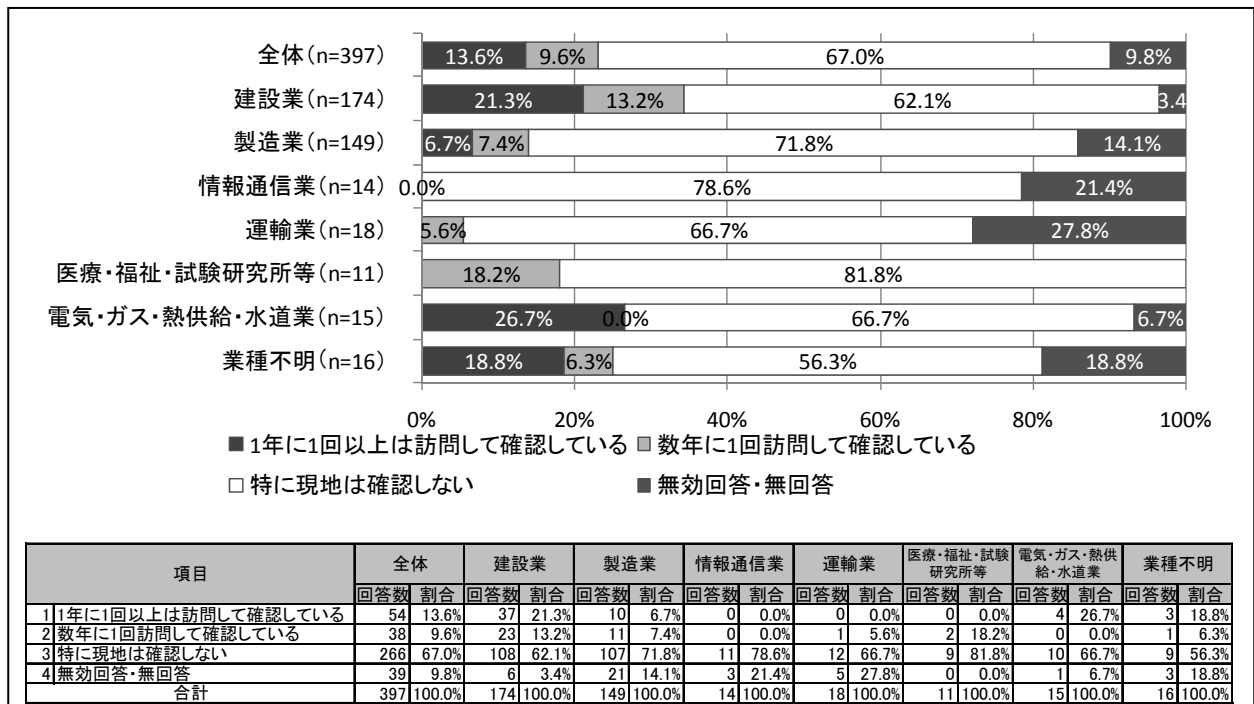 全体(n=397) 13.6% 9.6% 67.0% 9.8%
建設業(n=174) 21.3% 13.2% 62.1% 3.4
製造業(n=149) 6.7% 7.4% 71.8% 14.1%
情報通信業(n=14) 0.0% 78.6% 21.4%
運輸業(n=18) 5.6% 66.7% 27.8%
医療・福祉・試験研究所等(n=11) 18.2% 81.8%
電気・ガス・熱供給・水道業(n=15) 26.7% 0.0% 66.7% 6.7%
業種不明(n=16) 18.8% 6.3% 56.3% 18.8%
0% 20% 40% 60% 80% 100%
1年に1回以上は訪問して確認している 数年に1回訪問して確認している
特に現地は確認しない 無効回答・無回答
項目 全体 建設業 製造業 情報通信業 運輸業 医療・福祉・試験研究所等 電気・ガス・熱供給・水道業 業種不明
回答数 割合 回答数 割合 回答数 割合 回答数 割合 回答数 割合 回答数 割合 回答数 割合 回答数 割合
1 1年に1回以上は訪問して確認している 54 13.6% 37 21.3% 10 6.7% 0 0.0% 0 0.0% 0 0.0% 4 26.7% 3 18.8%
2 数年に1回訪問して確認している 38 9.6% 23 13.2% 11 7.4% 0 0.0% 1 5.6% 2 18.2% 0 0.0% 1 6.3%
3 特に現地は確認しない 266 67.0% 108 62.1% 107 71.8% 11 78.6% 12 66.7% 9 81.8% 10 66.7% 9 56.3%
4 無効回答・無回答 39 9.8% 6 3.4% 21 14.1% 3 21.4% 5 27.8% 0 0.0% 1 6.7% 3 18.8%
合計 397 100.0% 174 100.0% 149 100.0% 14 100.0% 18 100.0% 11 100.0% 15 100.0% 16 100.0%